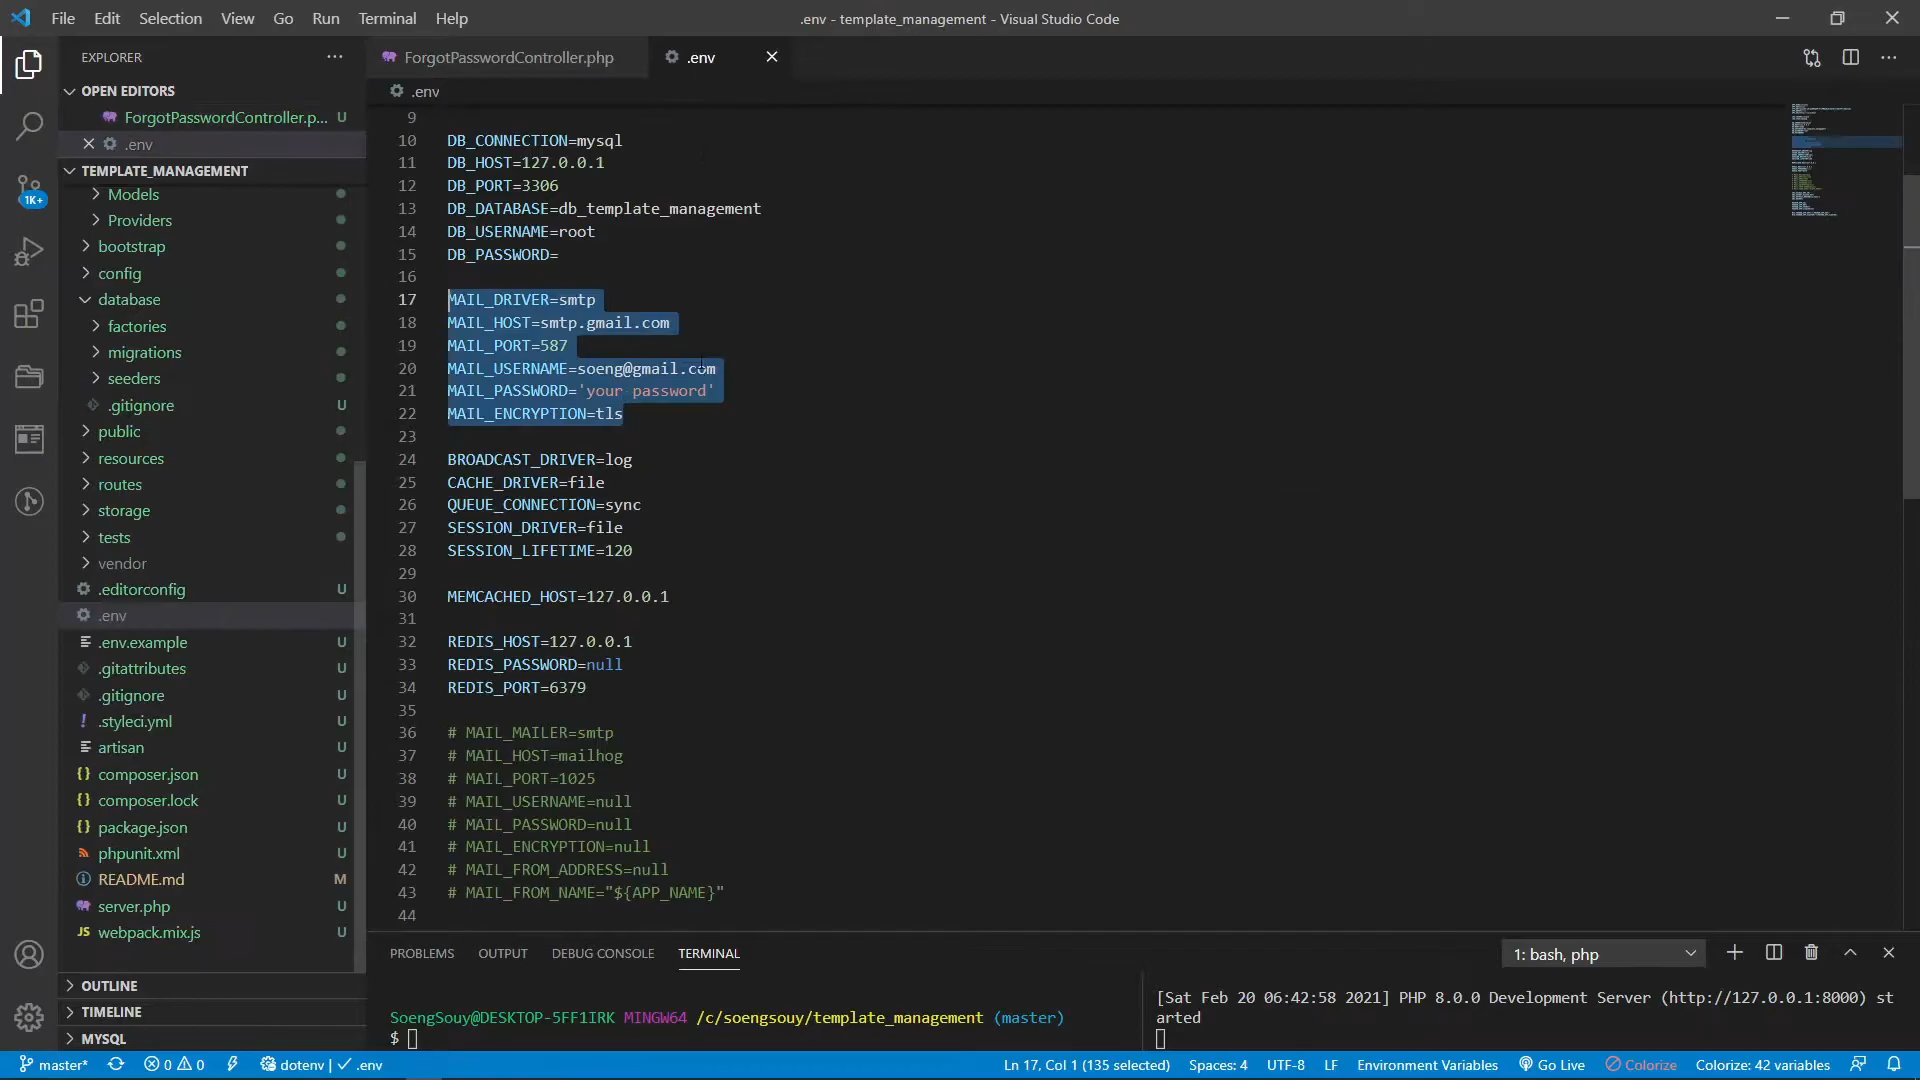 File Edit Selection View Go Run Terminal Help
.env - template_management - Visual Studio Code
EXPLORER
OPEN EDITORS
ForgotPasswordController.p... U
.env
TEMPLATE_MANAGEMENT
Models
Providers
bootstrap
config
database
factories
migrations
seeders
.gitignore U
public
resources
routes
storage
tests
vendor
.editorconfig U
.env
.env.example U
.gitattributes U
.gitignore U
.styleci.yml U
artisan U
composer.json U
composer.lock U
package.json U
phpunit.xml U
README.md M
server.php U
webpack.mix.js U
OUTLINE
TIMELINE
MYSQL
1K+
ForgotPasswordController.php
.env
.env
9
10 DB_CONNECTION=mysql
11 DB_HOST=127.0.0.1
12 DB_PORT=3306
13 DB_DATABASE=db_template_management
14 DB_USERNAME=root
15 DB_PASSWORD=
16
17 MAIL_DRIVER=smtp
18 MAIL_HOST=smtp.gmail.com
19 MAIL_PORT=587
20 MAIL_USERNAME=soeng@gmail.com
21 MAIL_PASSWORD='your password'
22 MAIL_ENCRYPTION=tls
23
24 BROADCAST_DRIVER=log
25 CACHE_DRIVER=file
26 QUEUE_CONNECTION=sync
27 SESSION_DRIVER=file
28 SESSION_LIFETIME=120
29
30 MEMCACHED_HOST=127.0.0.1
31
32 REDIS_HOST=127.0.0.1
33 REDIS_PASSWORD=null
34 REDIS_PORT=6379
35
36 # MAIL_MAILER=smtp
37 # MAIL_HOST=mailhog
38 # MAIL_PORT=1025
39 # MAIL_USERNAME=null
40 # MAIL_PASSWORD=null
41 # MAIL_ENCRYPTION=null
42 # MAIL_FROM_ADDRESS=null
43 # MAIL_FROM_NAME="${APP_NAME}"
44
PROBLEMS OUTPUT DEBUG CONSOLE TERMINAL
1: bash, php
SoengSouy@DESKTOP-5FF1IRK MINGW64 /c/soengsouy/template_management (master)
$
[Sat Feb 20 06:42:58 2021] PHP 8.0.0 Development Server (http://127.0.0.1:8000) st
arted
master* 0 0 dotenv | ✓ .env
Ln 17, Col 1 (135 selected) Spaces: 4 UTF-8 LF Environment Variables Go Live Colorize Colorize: 42 variables